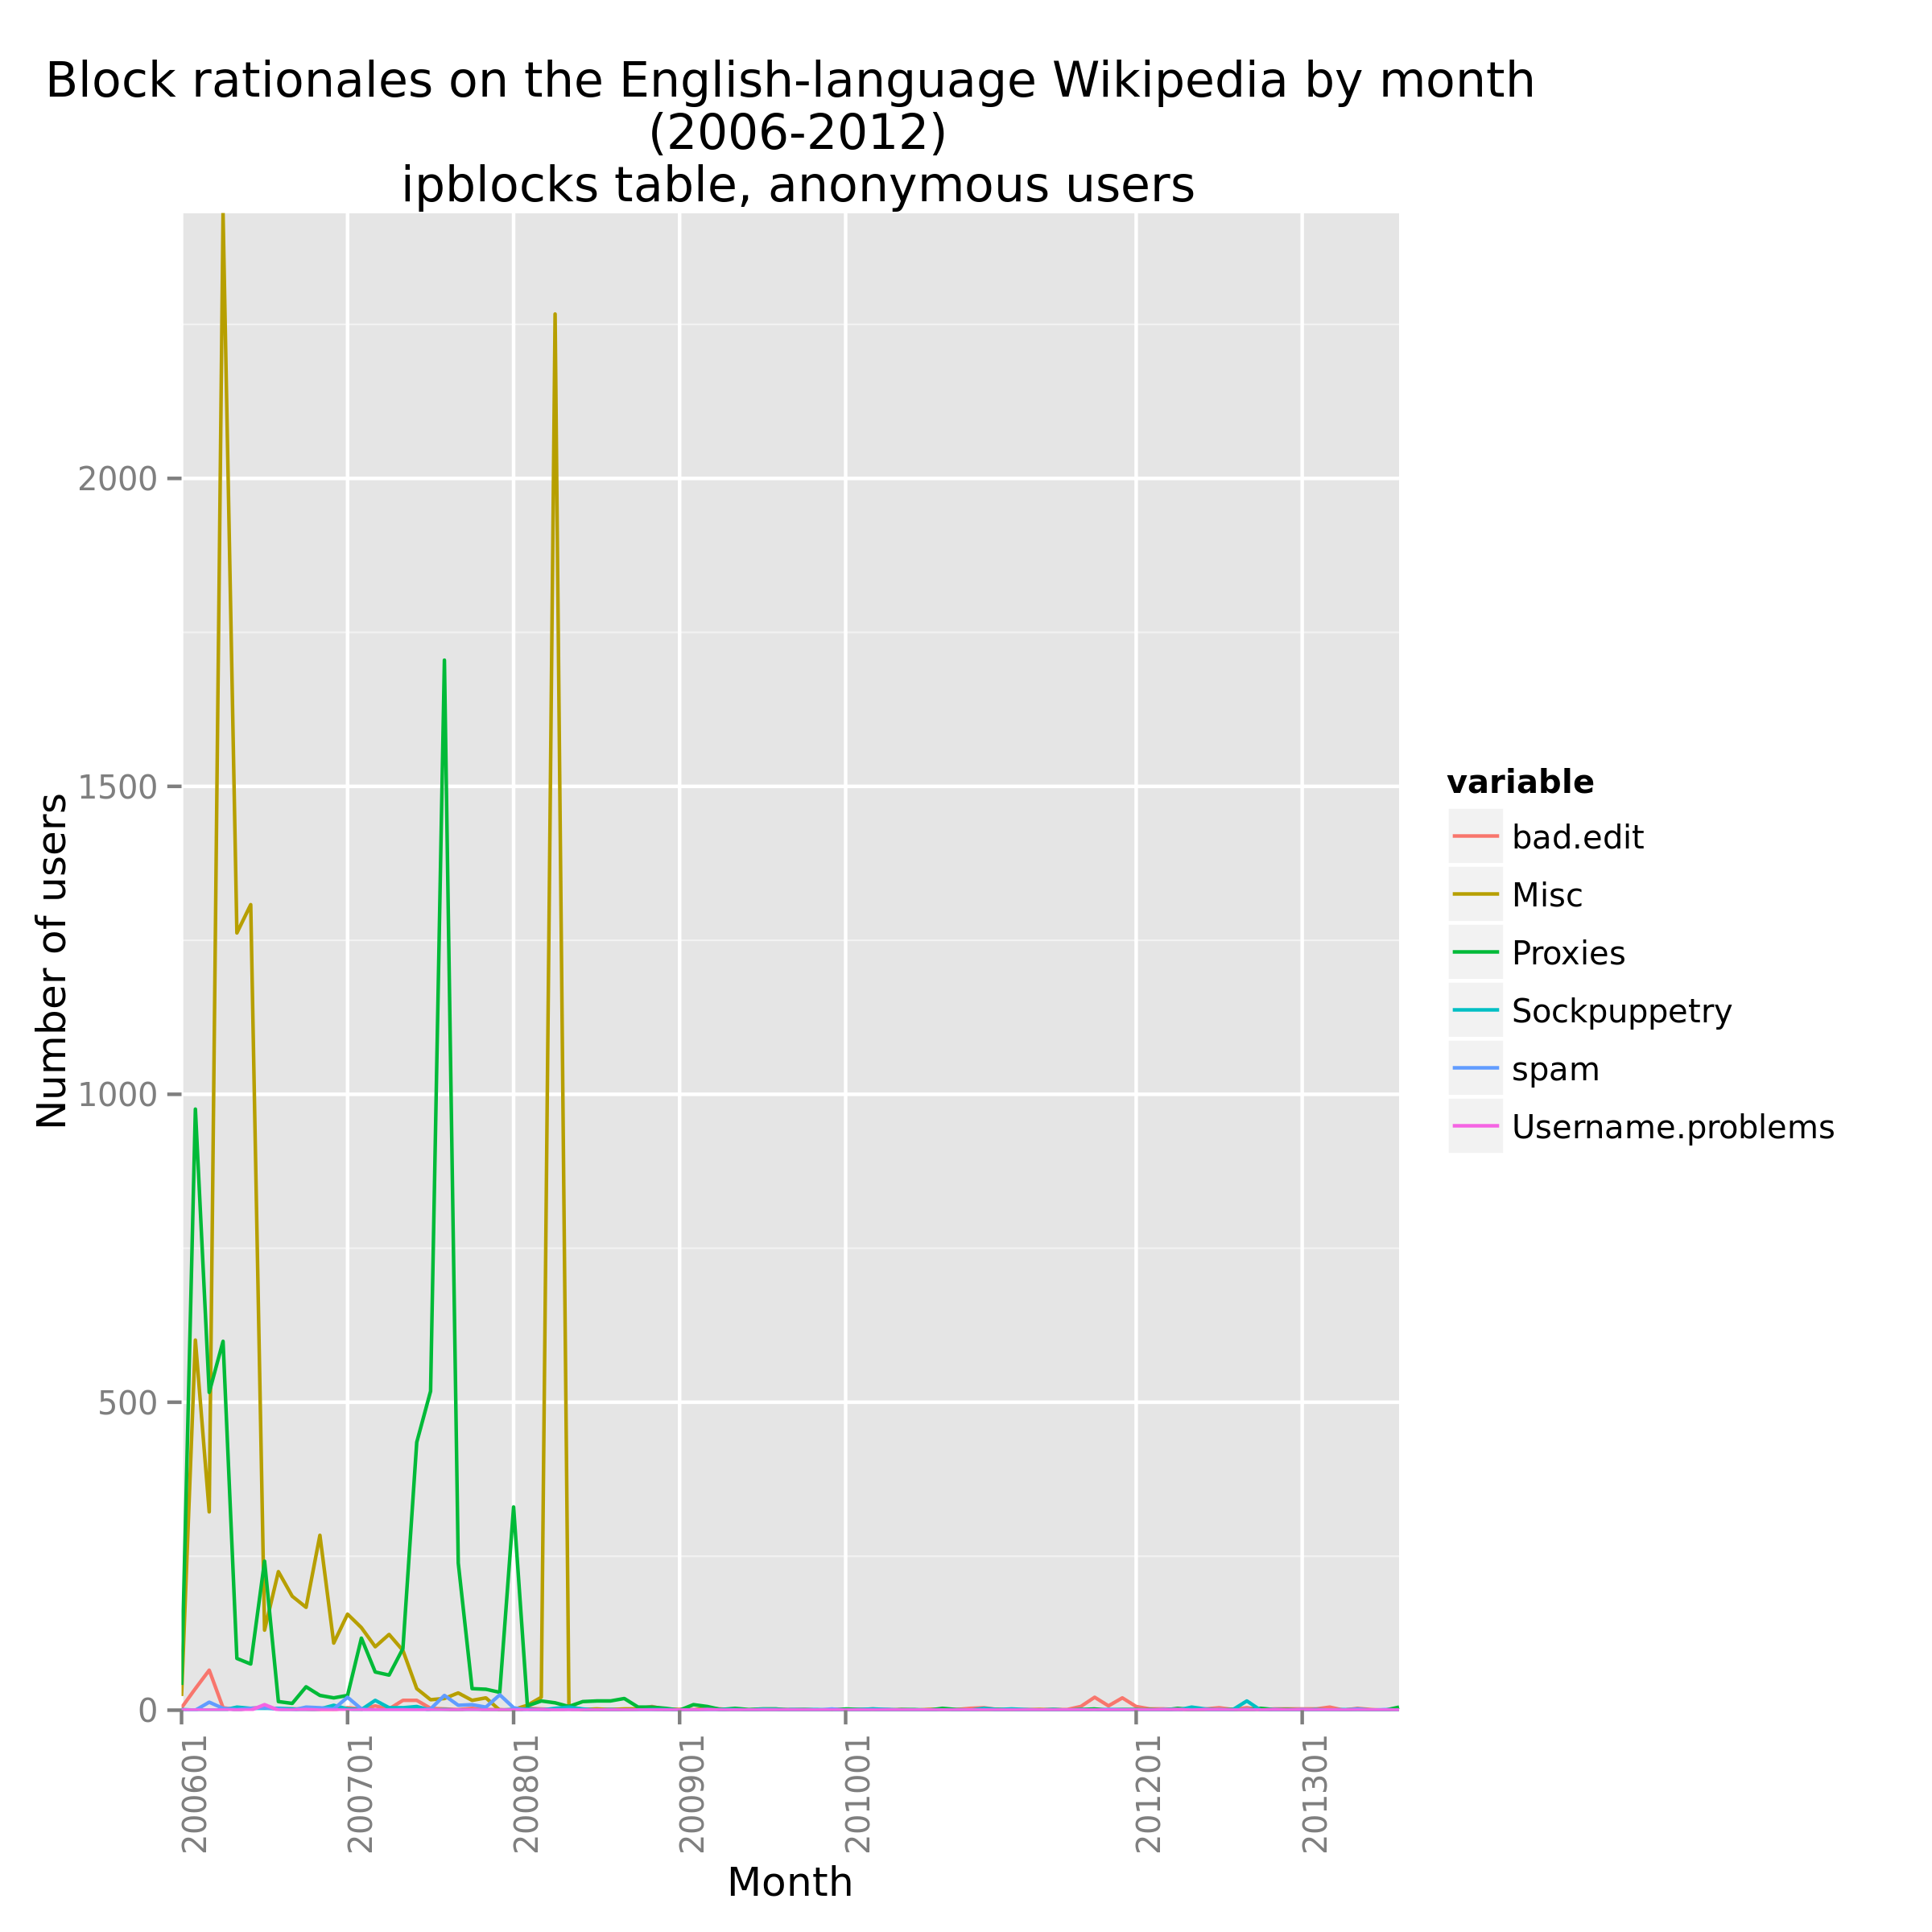 Block rationales on the English-language Wikipedia by month
(2006-2012)
ipblocks table, anonymous users
Number of users
2000
1500
1000
500
0
200601
200701
200801
200901
201001
201201
201301
Month
variable
bad.edit
Misc
Proxies
Sockpuppetry
spam
Username.problems